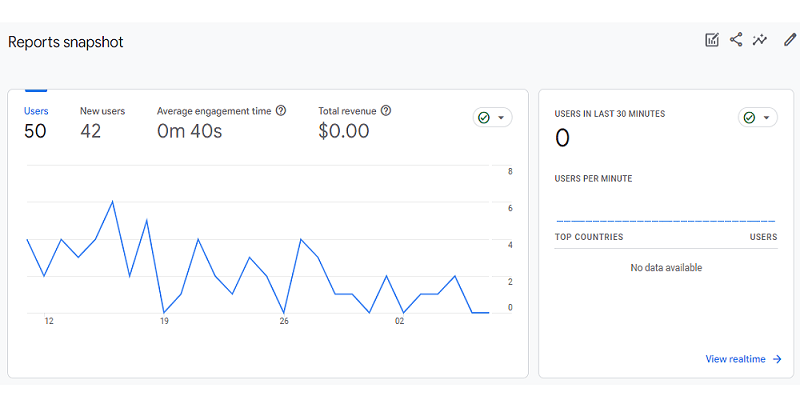 Reports snapshot
Users
50
New users
42
Average engagement time
0m 40s
Total revenue
$0.00
8
6
4
2
0
12
19
26
02
USERS IN LAST 30 MINUTES
0
USERS PER MINUTE
TOP COUNTRIES USERS
No data available
View realtime